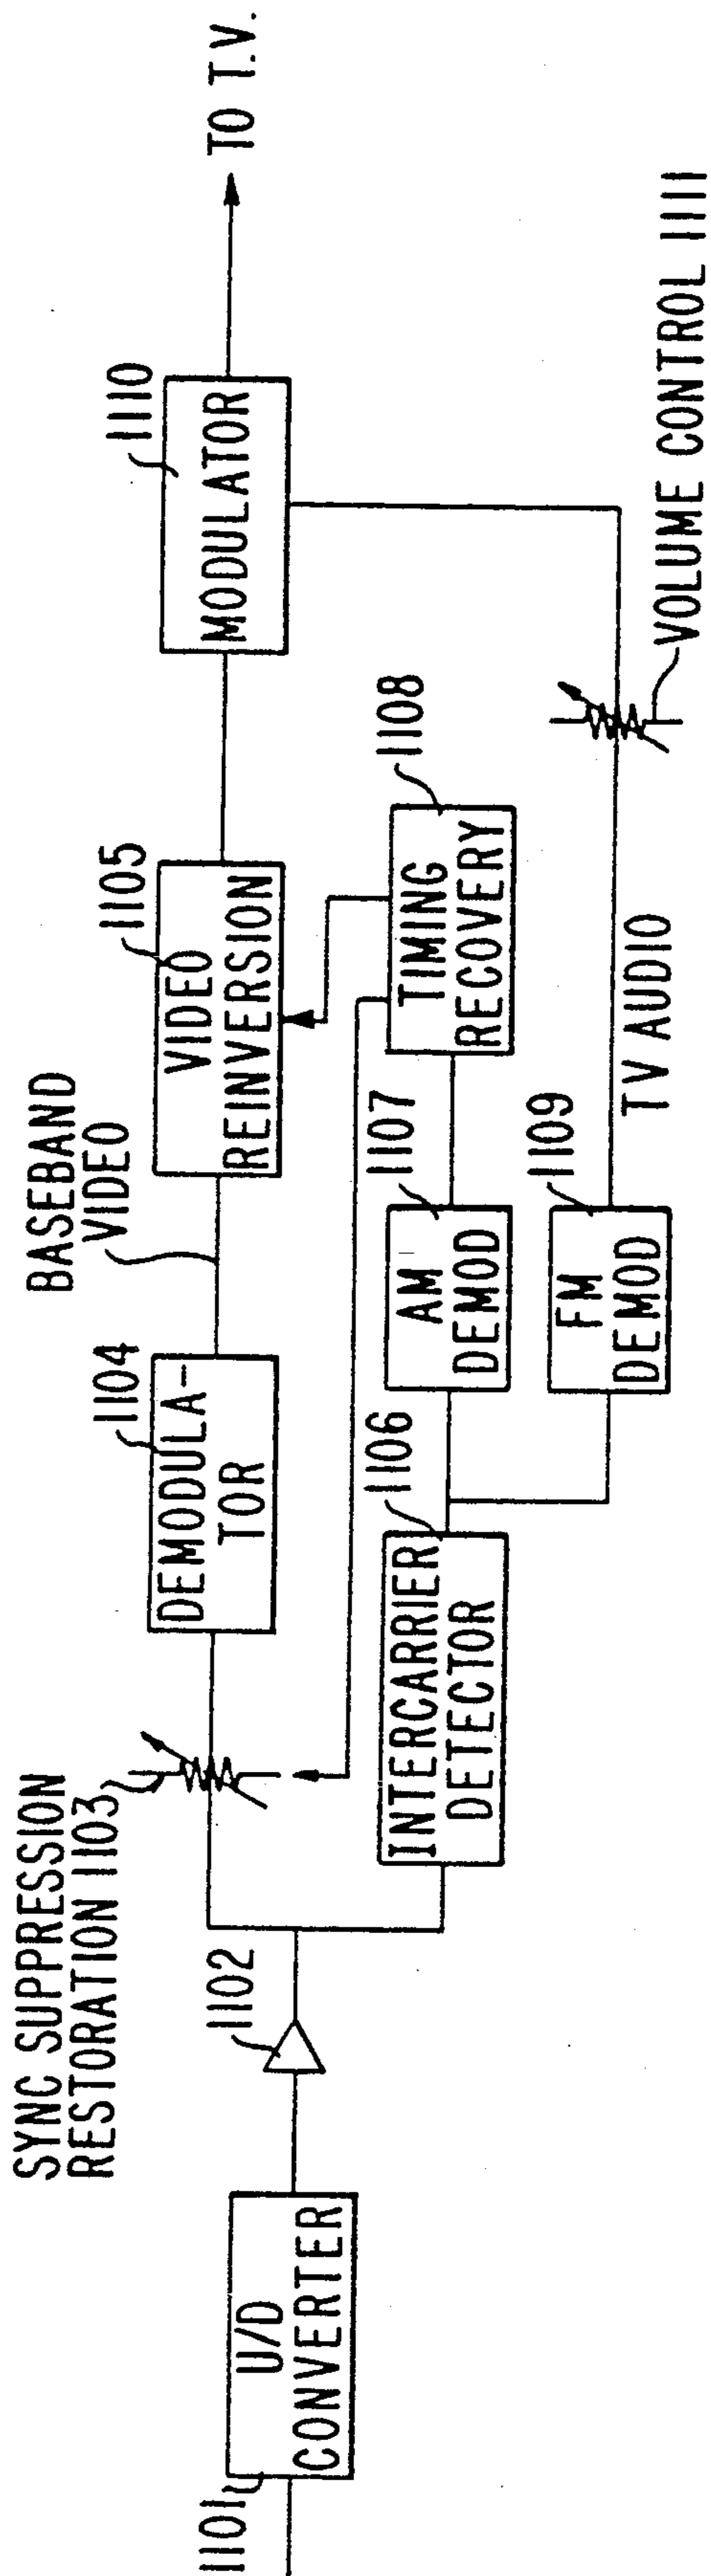 1101
U/D
CONVERTER
1102
SYNC SUPPRESSION
RESTORATION 1103
1104
DEMODULA-
TOR
BASEBAND
VIDEO
1105
VIDEO
REINVERSION
1110
MODULATOR
TO T.V.
1106
INTERCARRIER
DETECTOR
1107
AM
DEMOD
1108
TIMING
RECOVERY
1109
FM
DEMOD
TV AUDIO
VOLUME CONTROL 1111